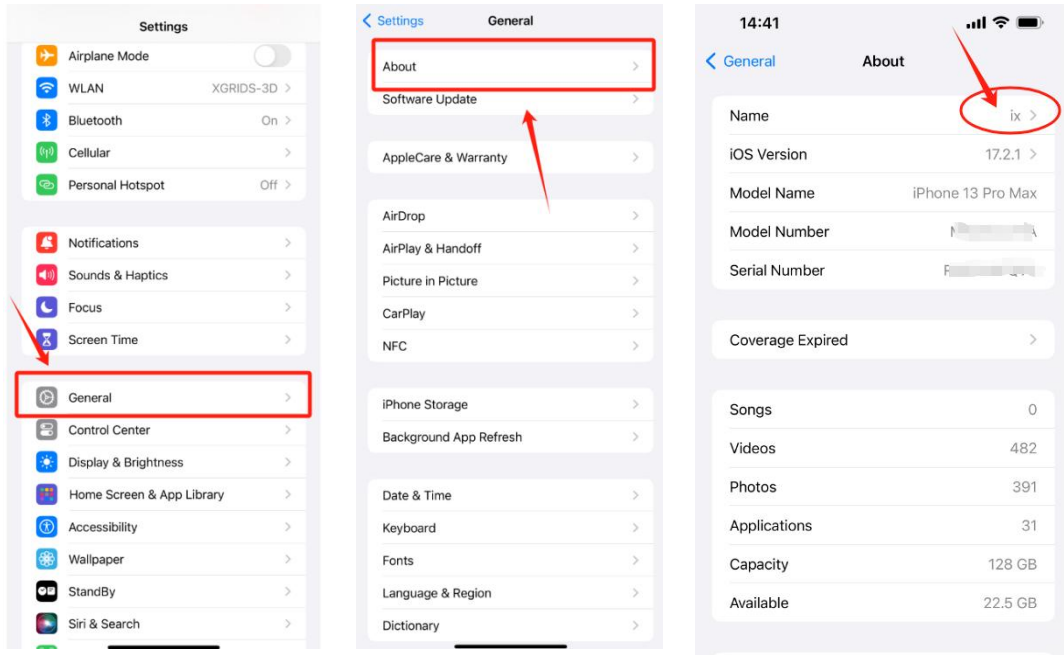 Settings
Airplane Mode
WLAN XGRIDS-3D
Bluetooth On
Cellular
Personal Hotspot Off
Notifications
Sounds & Haptics
Focus
Screen Time
General
Control Center
Display & Brightness
Home Screen & App Library
Accessibility
Wallpaper
StandBy
Siri & Search
Settings General
About
Software Update
AppleCare & Warranty
AirDrop
AirPlay & Handoff
Picture in Picture
CarPlay
NFC
iPhone Storage
Background App Refresh
Date & Time
Keyboard
Fonts
Language & Region
Dictionary
14:41
General About
Name ix
iOS Version 17.2.1
Model Name iPhone 13 Pro Max
Model Number
Serial Number
Coverage Expired
Songs 0
Videos 482
Photos 391
Applications 31
Capacity 128 GB
Available 22.5 GB